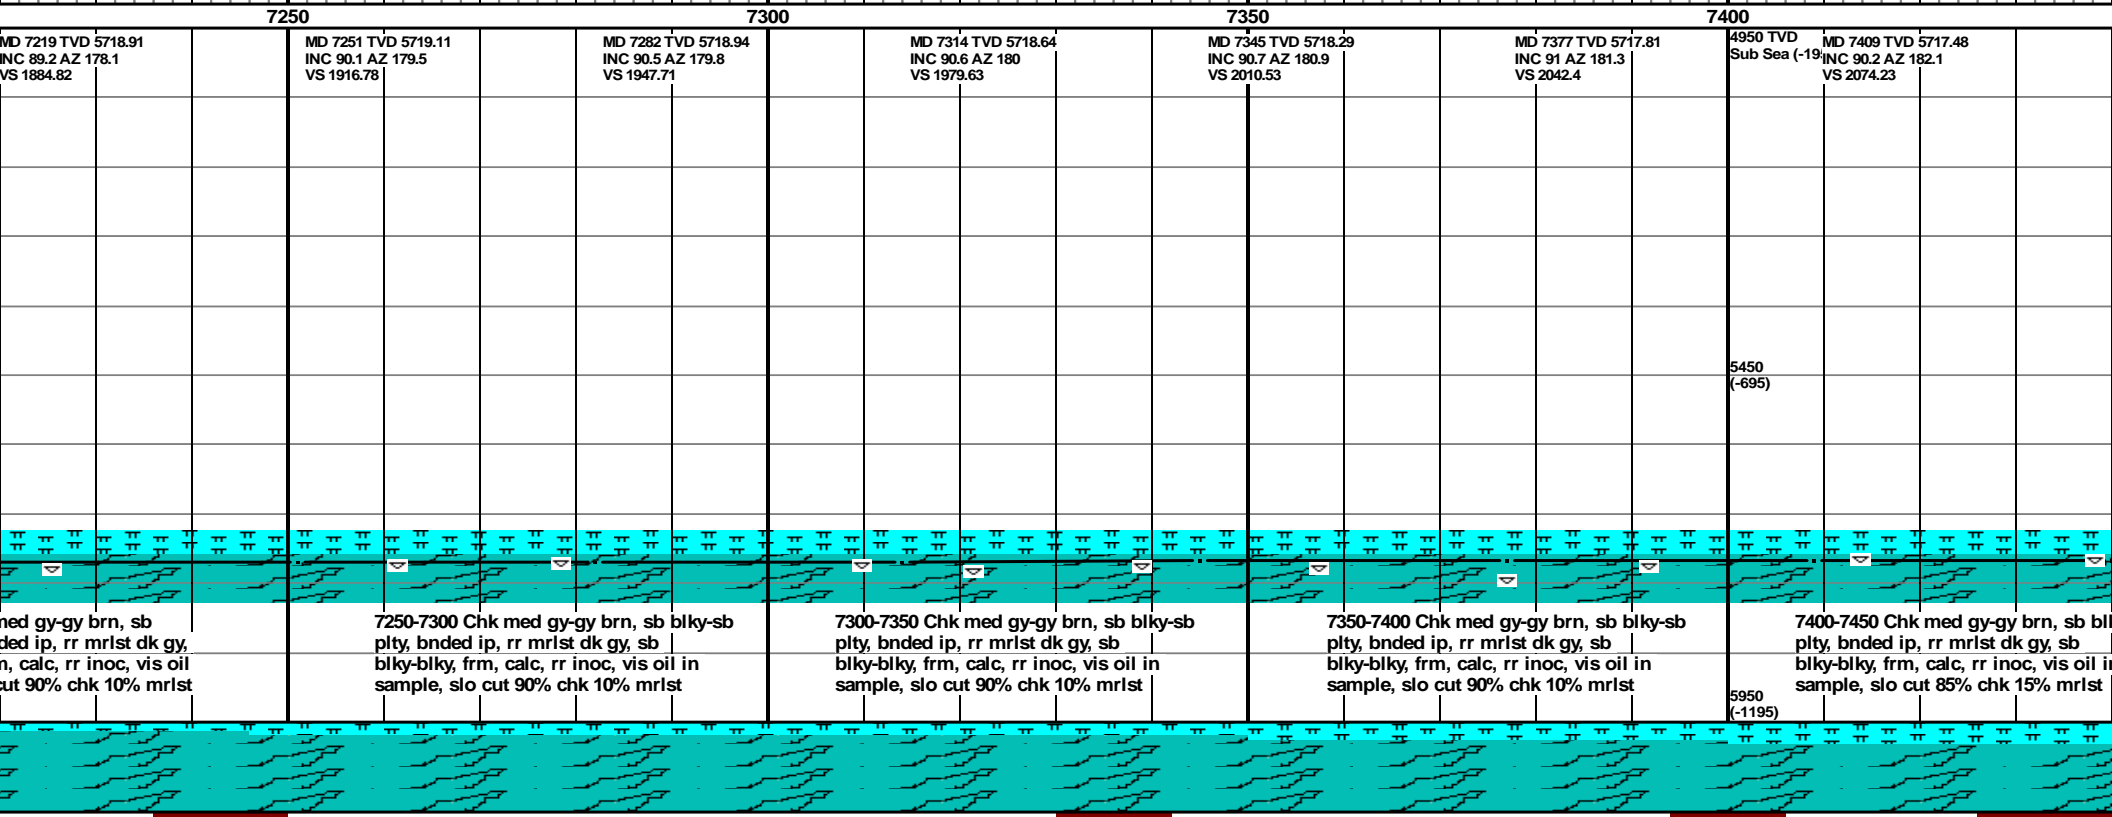 7250 7300 7350 7400
MD 7219 TVD 5718.91
INC 89.2 AZ 178.1
VS 1884.82
MD 7251 TVD 5719.11
INC 90.1 AZ 179.5
VS 1916.78
MD 7282 TVD 5718.94
INC 90.5 AZ 179.8
VS 1947.71
MD 7314 TVD 5718.64
INC 90.6 AZ 180
VS 1979.63
MD 7345 TVD 5718.29
INC 90.7 AZ 180.9
VS 2010.53
MD 7377 TVD 5717.81
INC 91 AZ 181.3
VS 2042.4
4950 TVD
Sub Sea (-19
MD 7409 TVD 5717.48
INC 90.2 AZ 182.1
VS 2074.23
5450
(-695)
med gy-gy brn, sb
ded ip, rr mrlst dk gy,
calc, rr inoc, vis oil
cut 90% chk 10% mrlst
7250-7300 Chk med gy-gy brn, sb blky-sb
plty, bnded ip, rr mrlst dk gy, sb
blky-blky, frm, calc, rr inoc, vis oil in
sample, slo cut 90% chk 10% mrlst
7300-7350 Chk med gy-gy brn, sb blky-sb
plty, bnded ip, rr mrlst dk gy, sb
blky-blky, frm, calc, rr inoc, vis oil in
sample, slo cut 90% chk 10% mrlst
7350-7400 Chk med gy-gy brn, sb blky-sb
plty, bnded ip, rr mrlst dk gy, sb
blky-blky, frm, calc, rr inoc, vis oil in
sample, slo cut 90% chk 10% mrlst
7400-7450 Chk med gy-gy brn, sb
plty, bnded ip, rr mrlst dk gy, sb
blky-blky, frm, calc, rr inoc, vis oil
sample, slo cut 85% chk 15% mrlst
5950
(-1195)